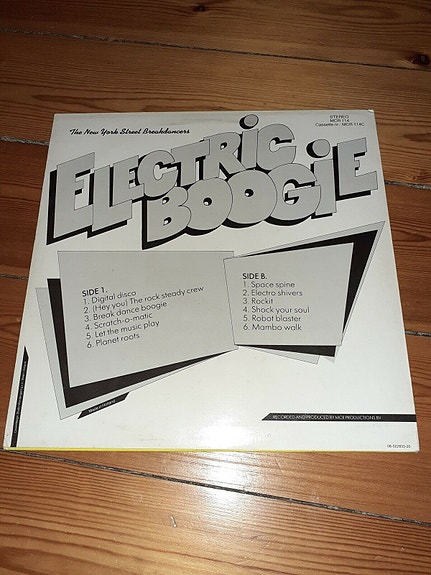 The New York Street Breakdancers
STEREO
MOR 114
Cassette nr.: MOR 114C
ELECTRIC
BOOGIE
SIDE 1.
1. Digital disco
2. (Hey you) The rock steady crew
3. Break dance boogie
4. Scratch-o-matic
5. Let the music play
6. Planet roots
SIDE B.
1. Space spine
2. Electro shivers
3. Rockit
4. Shock your soul
5. Robot blaster
6. Mambo walk
RECORDED AND PRODUCED BY MOR PRODUCTIONS BV